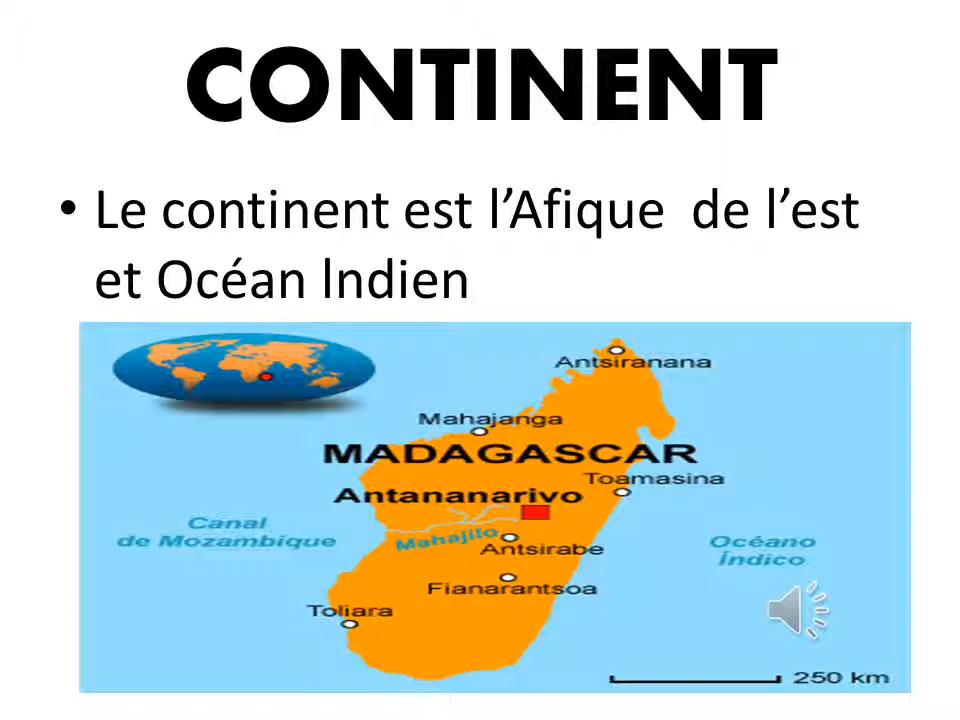 CONTINENT
• Le continent est l’Afique de l’est
et Océan Indien
Antsiranana
Mahajanga
MADAGASCAR
Toamasina
Antananarivo
Canal
de Mozambique
Mahajilo
Antsirabe
Océano
Índico
Fianarantsoa
Toliara
250 km